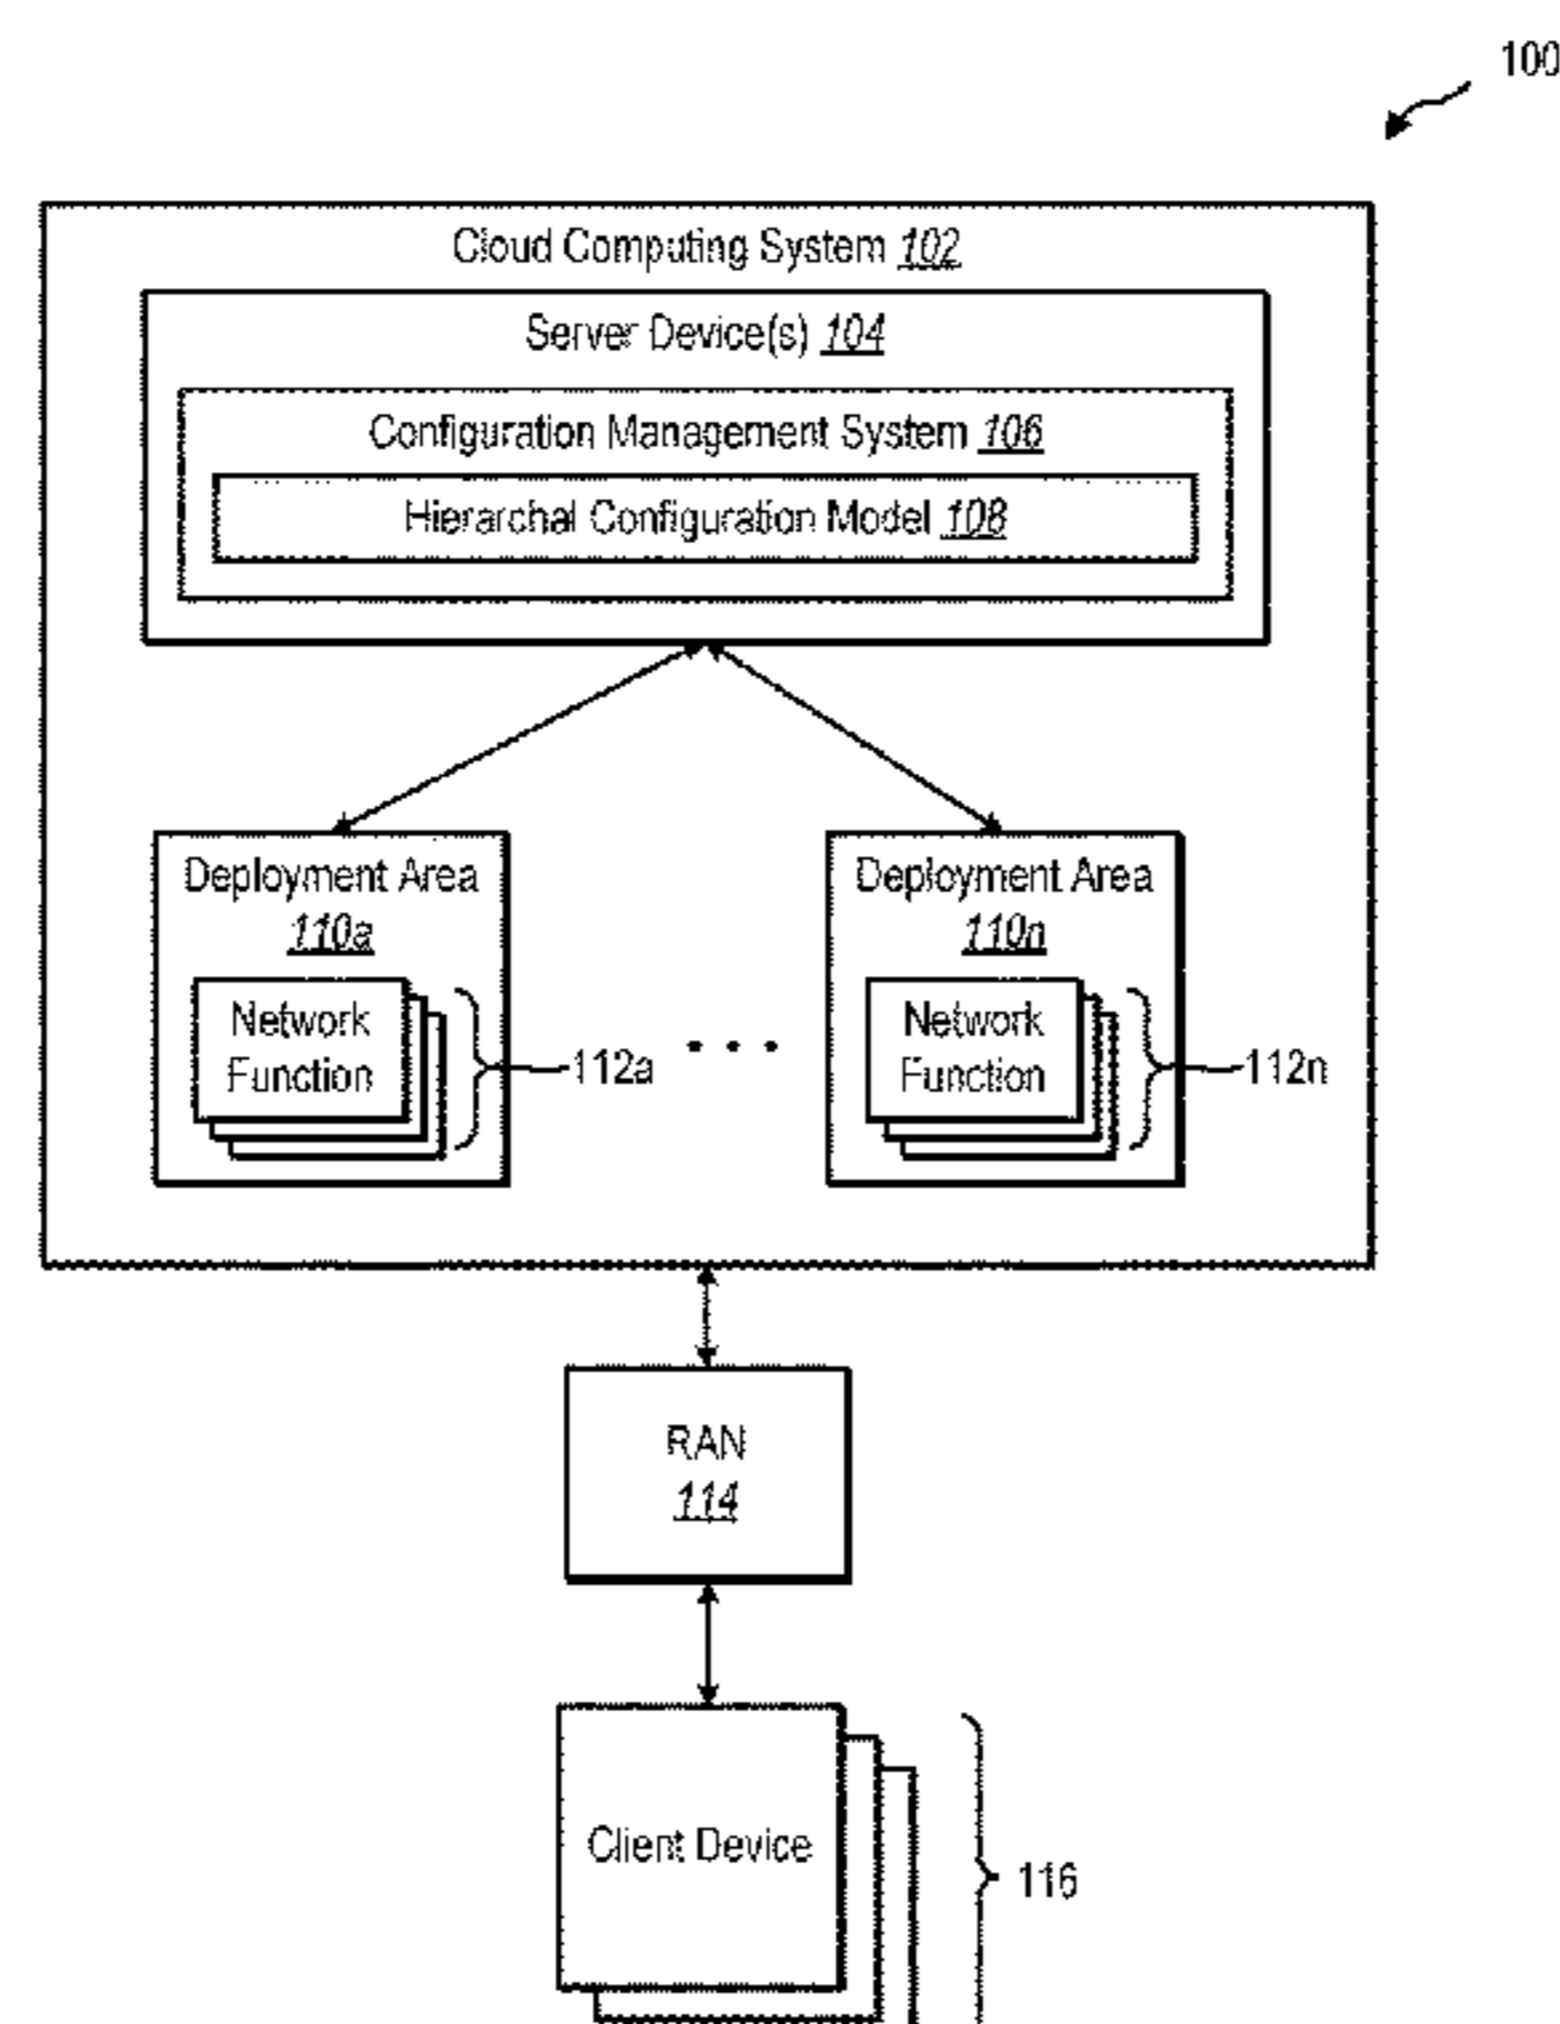 100
Cloud Computing System 102
Server Device(s) 104
Configuration Management System 106
Hierarchal Configuration Model 108
Deployment Area
110a
Network
Function
112a
. . .
Deployment Area
110n
Network
Function
112n
RAN
114
Client Device
116